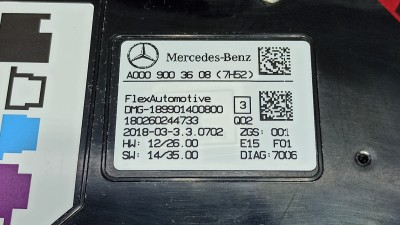 Mercedes-Benz
A000 900 36 08 (7H52)
FlexAutomotive
DMG-189901400800 3
180260244733 002
2018-03-3.3.0702 ZGS: 001
HW: 12/26.00 E15 F01
SW: 14/35.00 DIAG:7006